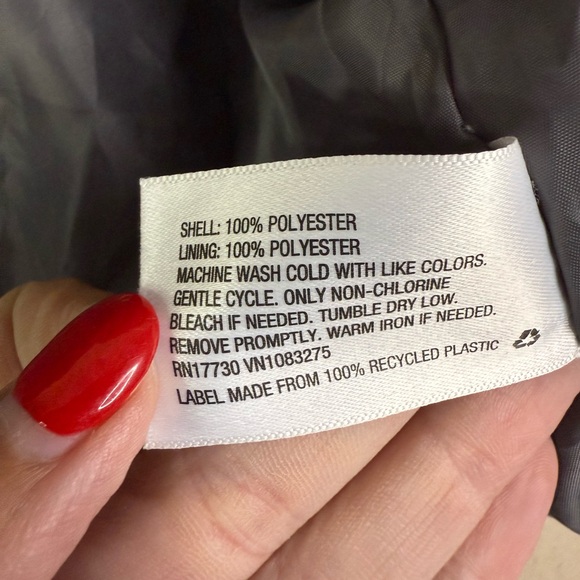 SHELL: 100% POLYESTER
LINING: 100% POLYESTER
MACHINE WASH COLD WITH LIKE COLORS.
GENTLE CYCLE. ONLY NON-CHLORINE
BLEACH IF NEEDED. TUMBLE DRY LOW.
REMOVE PROMPTLY. WARM IRON IF NEEDED.
RN17730 VN1083275
LABEL MADE FROM 100% RECYCLED PLASTIC